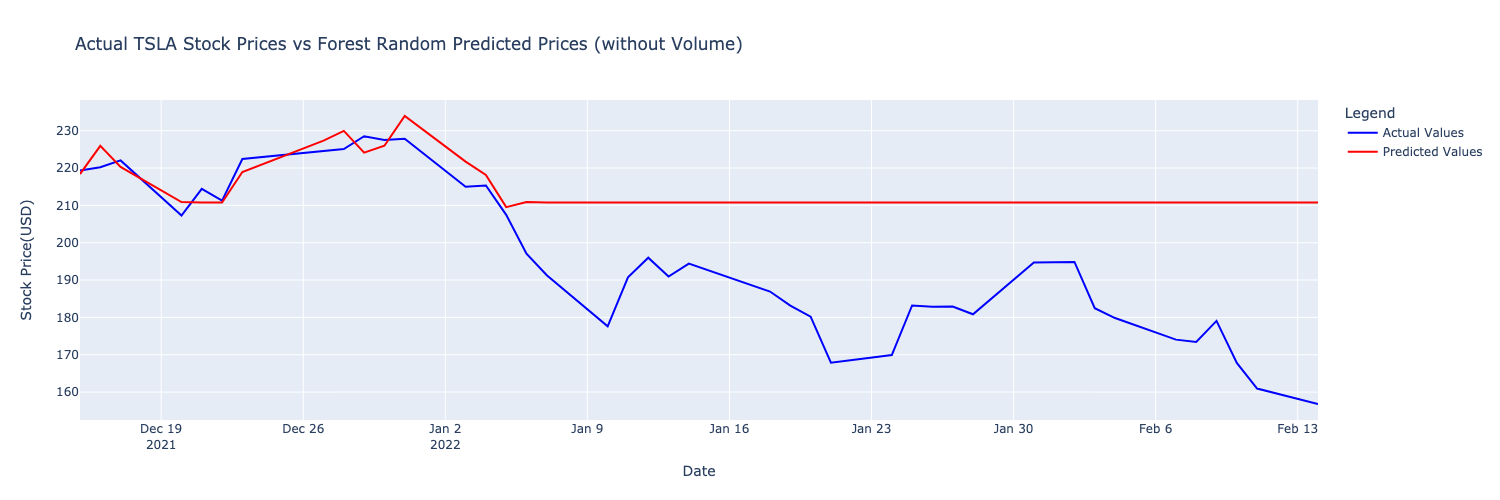 Actual TSLA Stock Prices vs Forest Random Predicted Prices (without Volume)
Legend
Actual Values
Predicted Values
Stock Price(USD)
230
220
210
200
190
180
170
160
Dec 19
2021
Dec 26
Jan 2
2022
Jan 9
Jan 16
Jan 23
Jan 30
Feb 6
Feb 13
Date